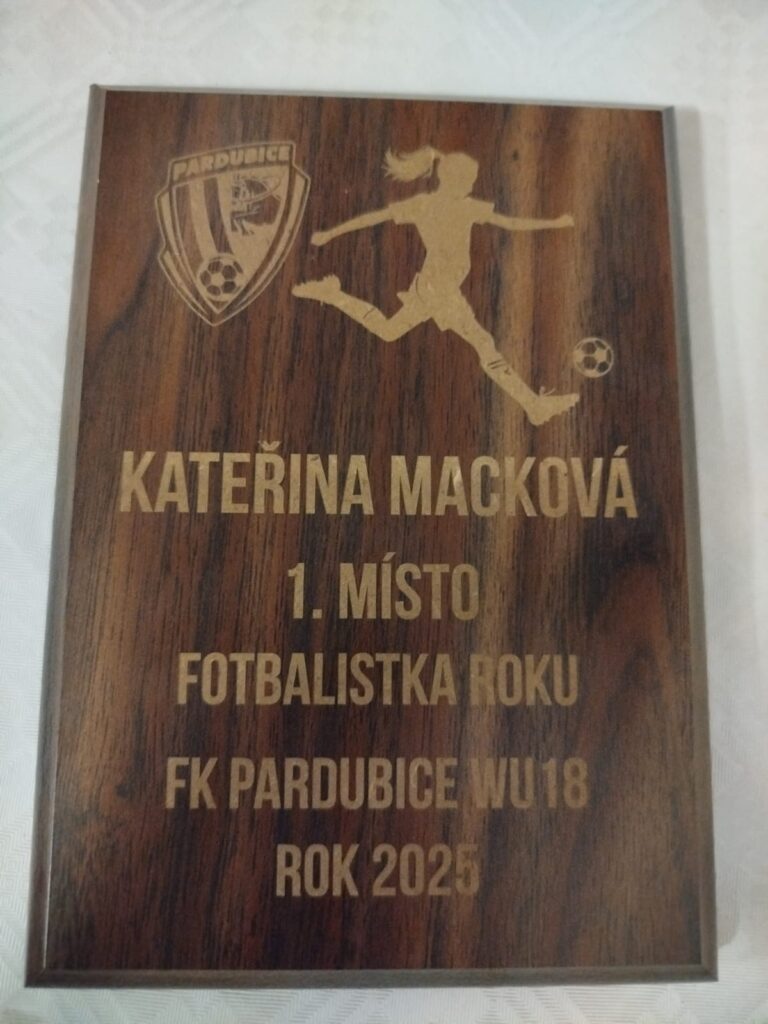 PARDUBICE
KATEŘINA MACKOVÁ
1. MÍSTO
FOTBALISTKA ROKU
FK PARDUBICE WU18
ROK 2025